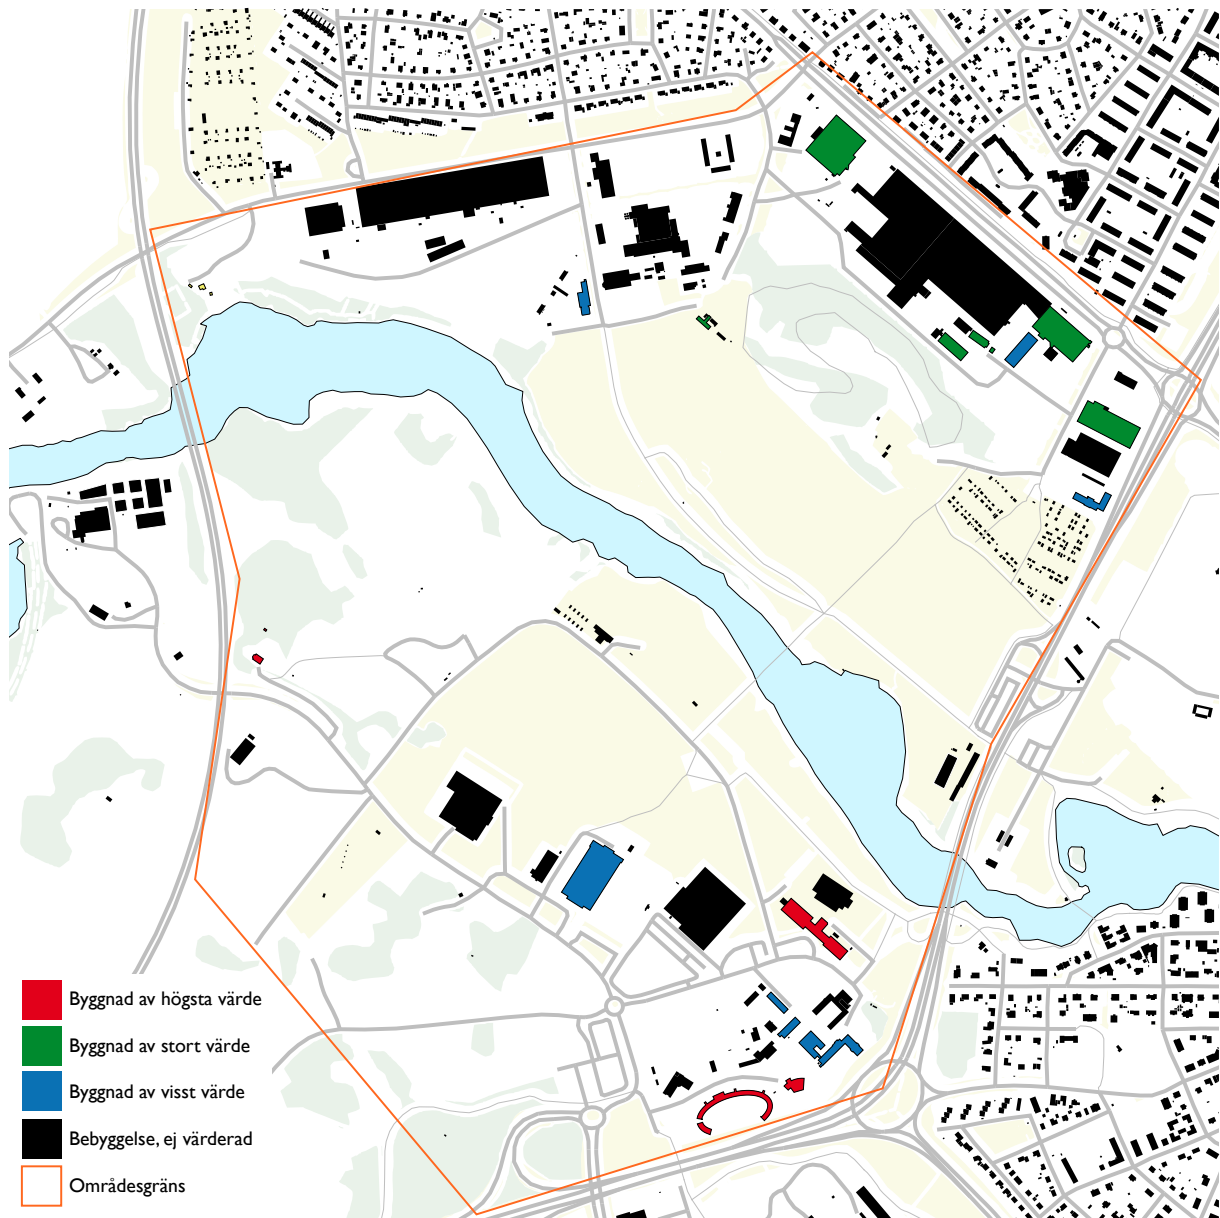 Byggnad av högsta värde
Byggnad av stort värde
Byggnad av visst värde
Bebyggelse, ej värderad
Områdesgräns